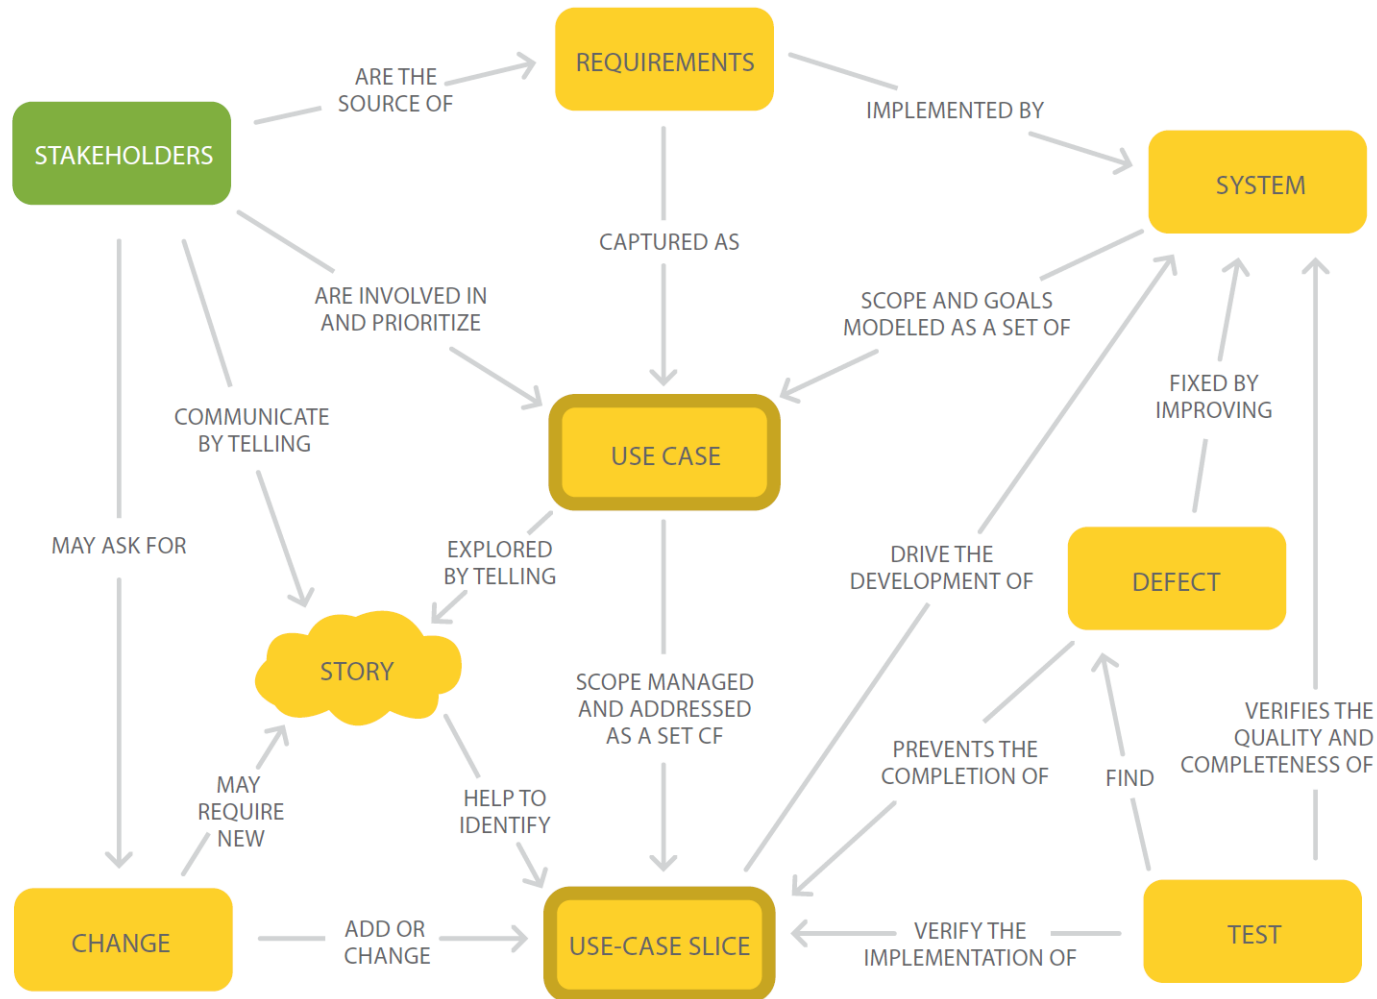 REQUIREMENTS
ARE THE
SOURCE OF
IMPLEMENTED BY
STAKEHOLDERS
SYSTEM
CAPTURED AS
ARE INVOLVED IN
AND PRIORITIZE
SCOPE AND GOALS
MODELED AS A SET OF
FIXED BY
IMPROVING
COMMUNICATE
BY TELLING
USE CASE
MAY ASK FOR
EXPLORED
BY TELLING
DRIVE THE
DEVELOPMENT OF
DEFECT
STORY
SCOPE MANAGED
AND ADDRESSED
AS A SET CF
VERIFIES THE
QUALITY AND
COMPLETENESS OF
PREVENTS THE
COMPLETION OF
FIND
MAY
REQUIRE
NEW
HELP TO
IDENTIFY
CHANGE
ADD OR
CHANGE
USE-CASE SLICE
VERIFY THE
IMPLEMENTATION OF
TEST